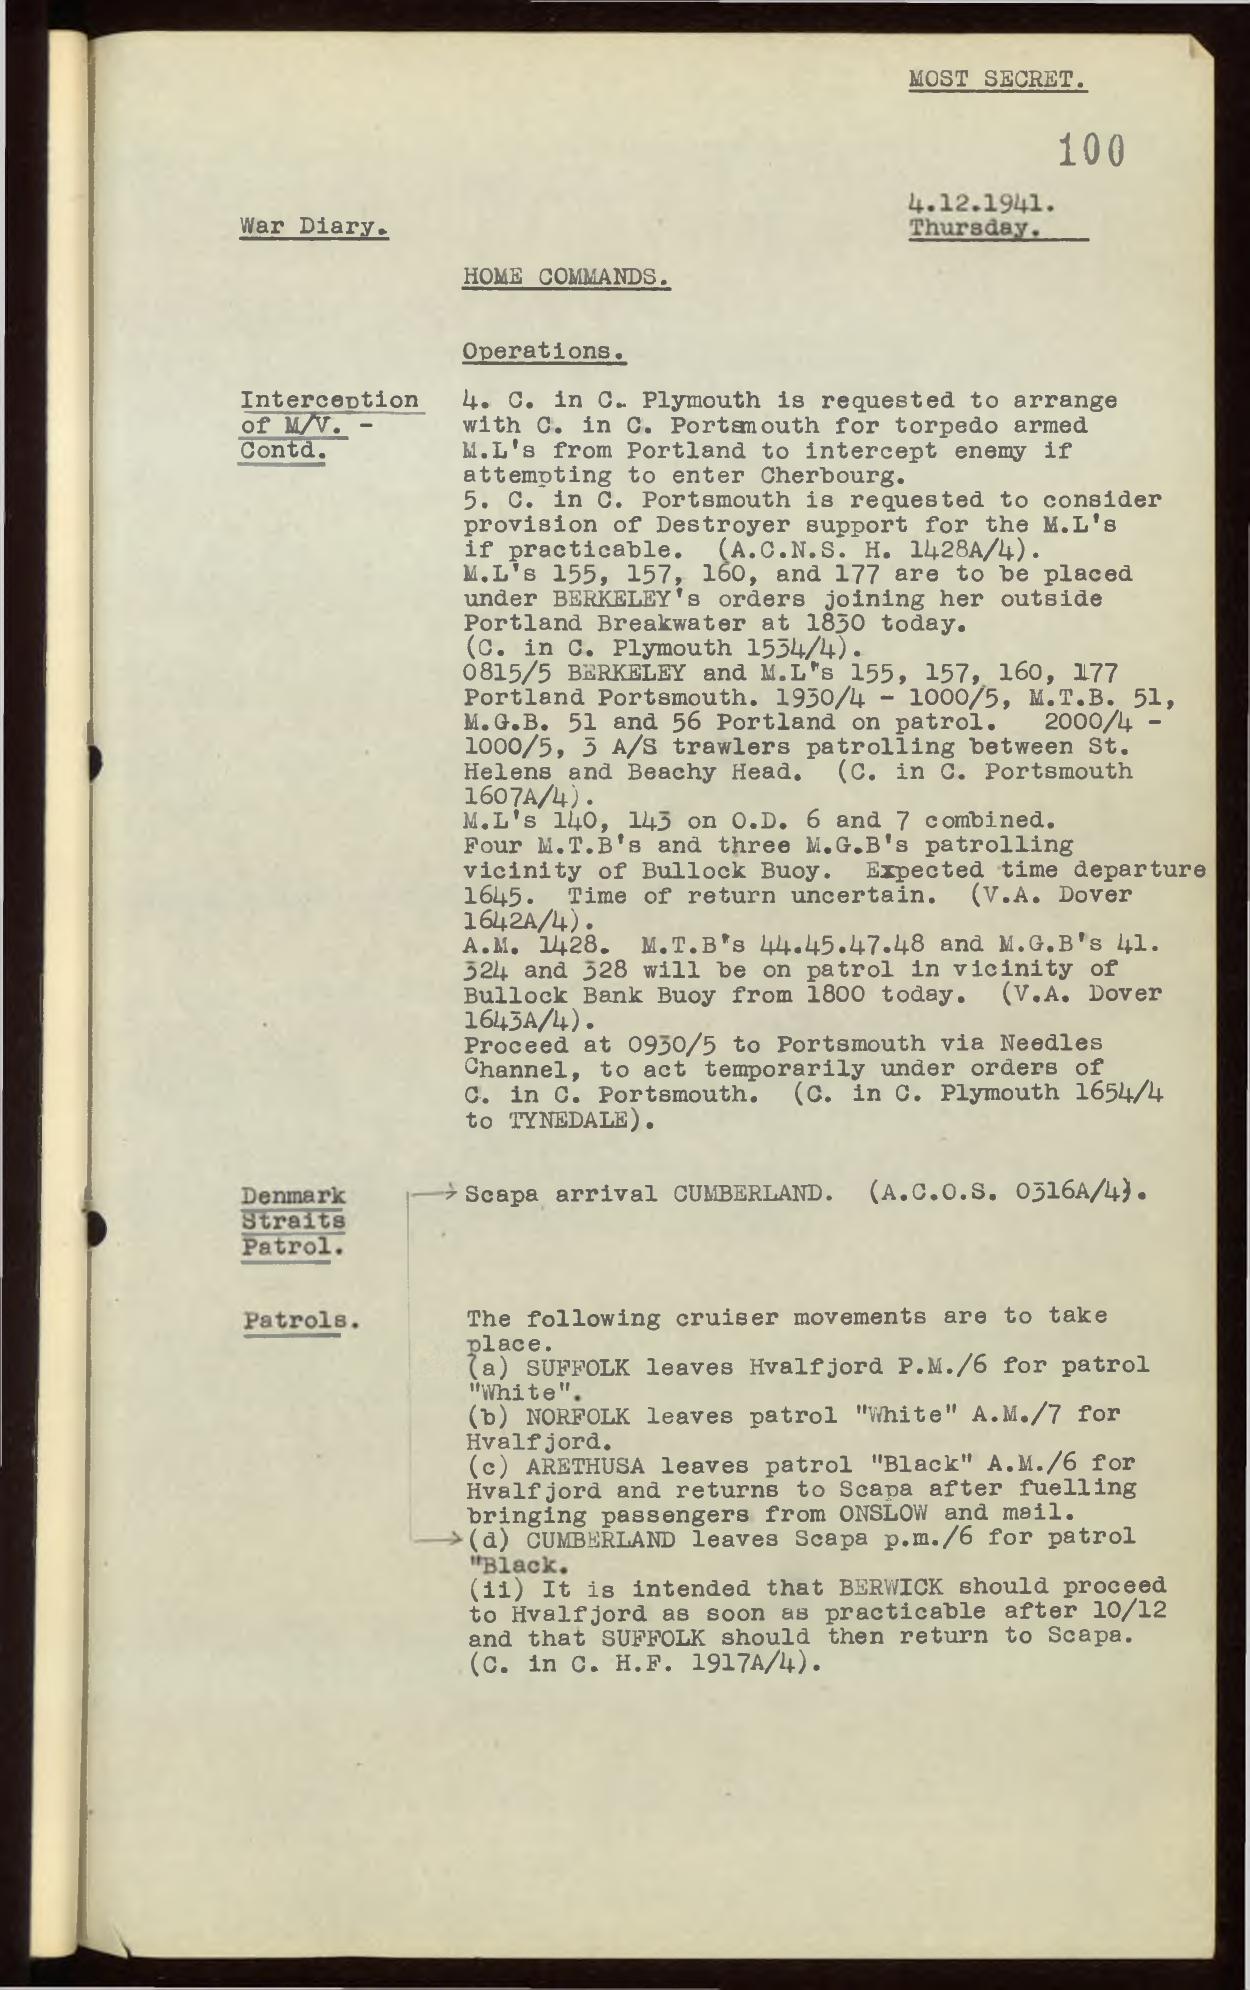 MOST SECRET.
100
4.12.1941.
War Diary.
Thursday.
HOME COMMANDS.
Operations.
Interception
of M/V. -
Contd.
4. C. in C. Plymouth is requested to arrange
with C. in C. Portsmouth for torpedo armed
M.L's from Portland to intercept enemy if
attempting to enter Cherbourg.
5. C. in C. Portsmouth is requested to consider
provision of Destroyer support for the M.L's
if practicable. (A.C.N.S. H. 1428A/4).
M.L's 155, 157, 160, and 177 are to be placed
under BERKELEY's orders joining her outside
Portland Breakwater at 1830 today.
(C. in C. Plymouth 1534/4).
0815/5 BERKELEY and M.L's 155, 157, 160, 177
Portland Portsmouth. 1930/4 - 1000/5, M.T.B. 51,
M.G.B. 51 and 56 Portland on patrol. 2000/4 -
1000/5, 3 A/S trawlers patrolling between St.
Helens and Beachy Head. (C. in C. Portsmouth
1607A/4).
M.L's 140, 143 on O.D. 6 and 7 combined.
Four M.T.B's and three M.G.B's patrolling
vicinity of Bullock Buoy. Expected time departure
1645. Time of return uncertain. (V.A. Dover
1642A/4).
A.M. 1428. M.T.B's 44.45.47.48 and M.G.B's 41.
324 and 328 will be on patrol in vicinity of
Bullock Bank Buoy from 1800 today. (V.A. Dover
1643A/4).
Proceed at 0930/5 to Portsmouth via Needles
Channel, to act temporarily under orders of
C. in C. Portsmouth. (C. in C. Plymouth 1654/4
to TYNEDALE).
Denmark
Straits
Patrol.
Scapa arrival CUMBERLAND. (A.C.O.S. 0316A/4).
Patrols.
The following cruiser movements are to take
place.
(a) SUFFOLK leaves Hvalfjord P.M./6 for patrol
"White".
(b) NORFOLK leaves patrol "White" A.M./7 for
Hvalfjord.
(c) ARETHUSA leaves patrol "Black" A.M./6 for
Hvalfjord and returns to Scapa after fuelling
bringing passengers from ONSLOW and mail.
(d) CUMBERLAND leaves Scapa p.m./6 for patrol
"Black.
(ii) It is intended that BERWICK should proceed
to Hvalfjord as soon as practicable after 10/12
and that SUFFOLK should then return to Scapa.
(C. in C. H.F. 1917A/4).